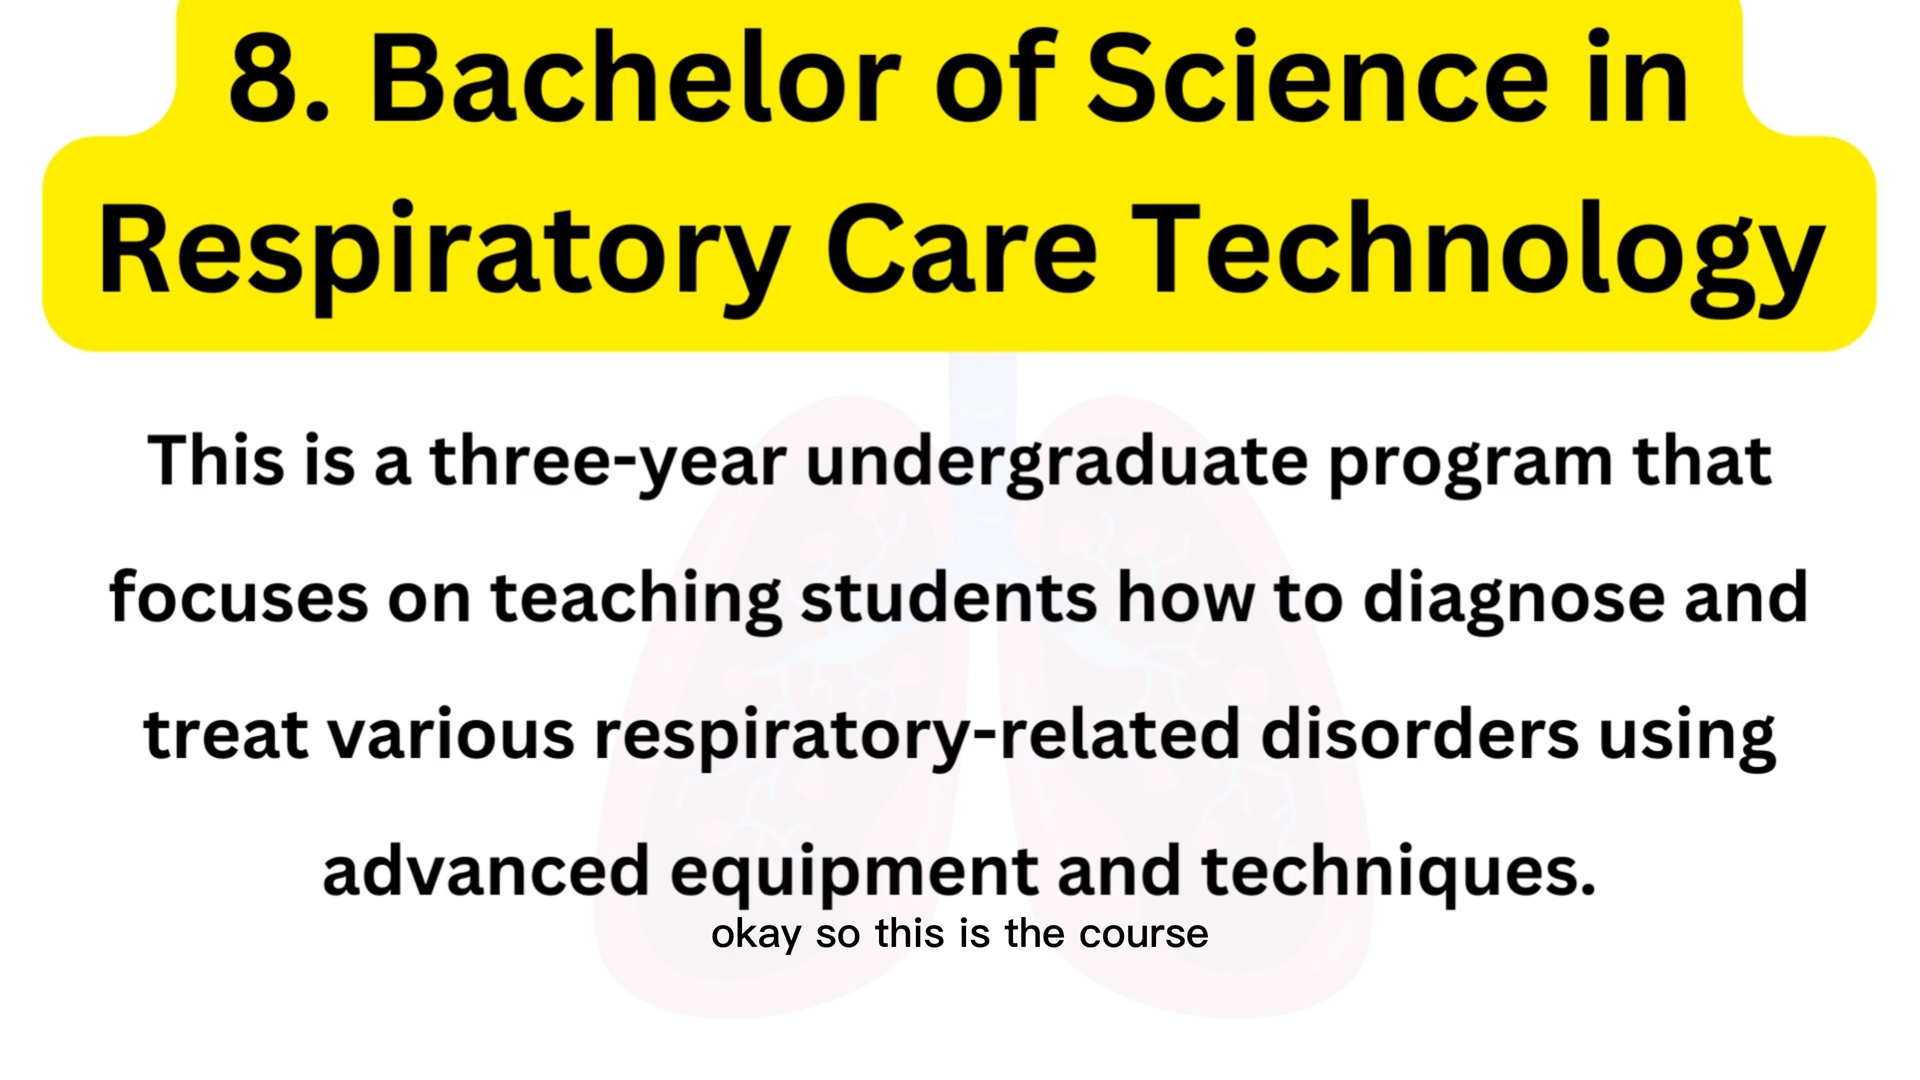 8. Bachelor of Science in
Respiratory Care Technology
This is a three-year undergraduate program that
focuses on teaching students how to diagnose and
treat various respiratory-related disorders using
advanced equipment and techniques.
okay so this is the course